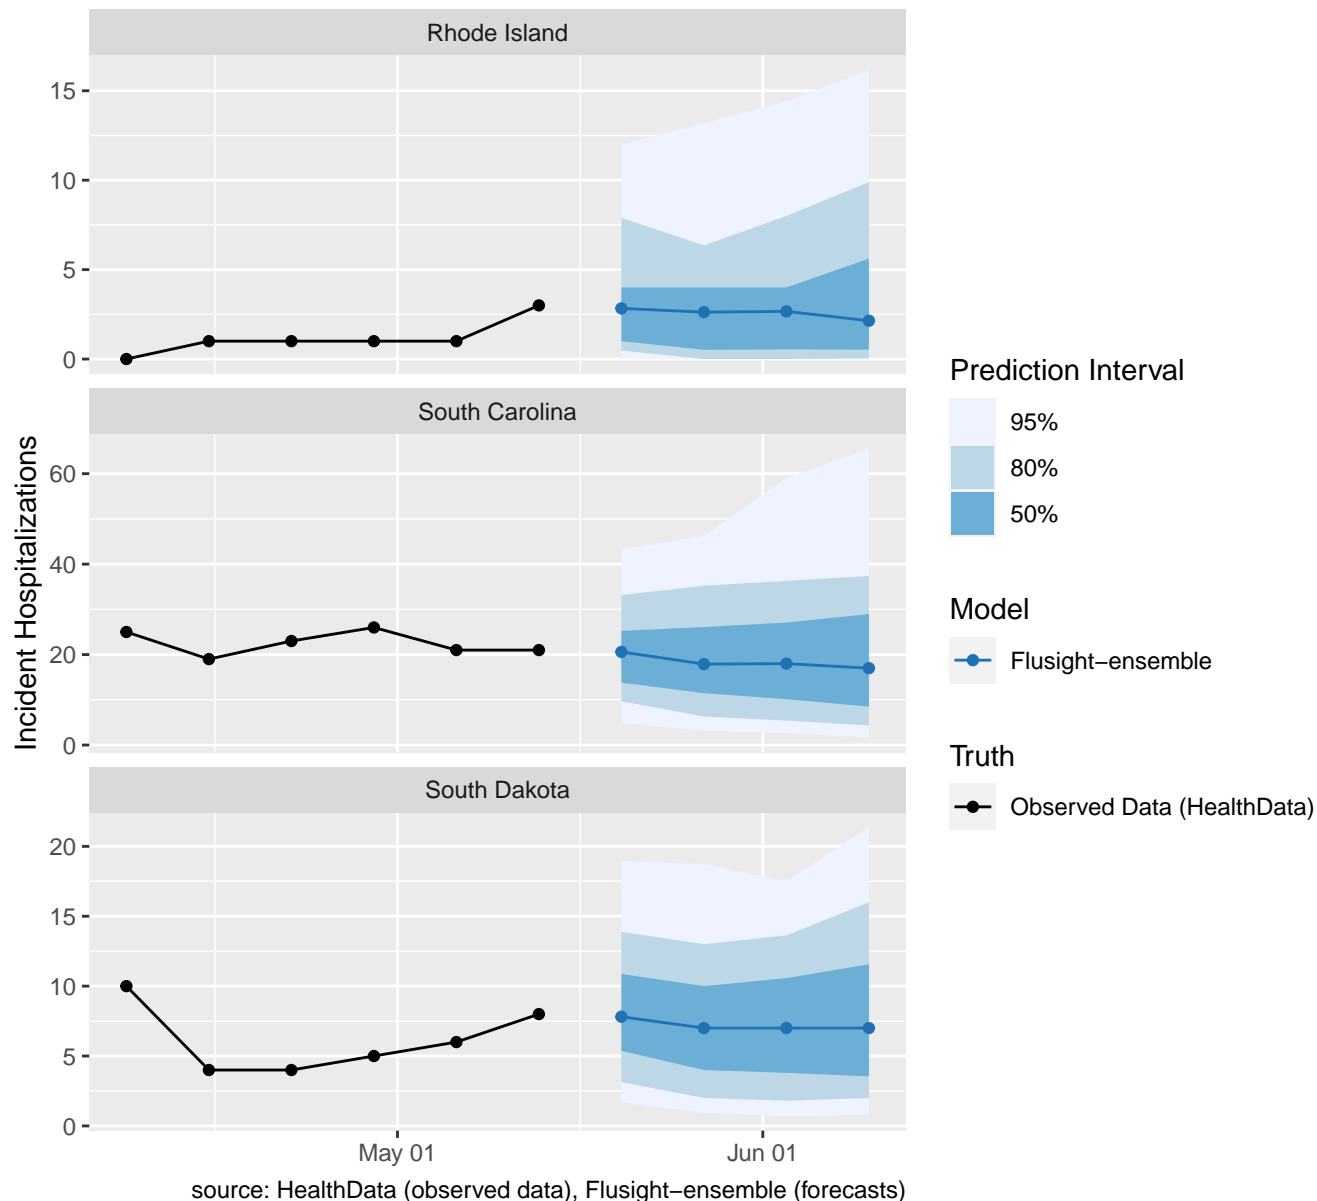 Rhode Island
15
10
5
0
South Carolina
60
40
20
0
South Dakota
20
15
10
5
0
Incident Hospitalizations
May 01
Jun 01
source: HealthData (observed data), Flusight−ensemble (forecasts)
Prediction Interval
95%
80%
50%
Model
Flusight−ensemble
Truth
Observed Data (HealthData)